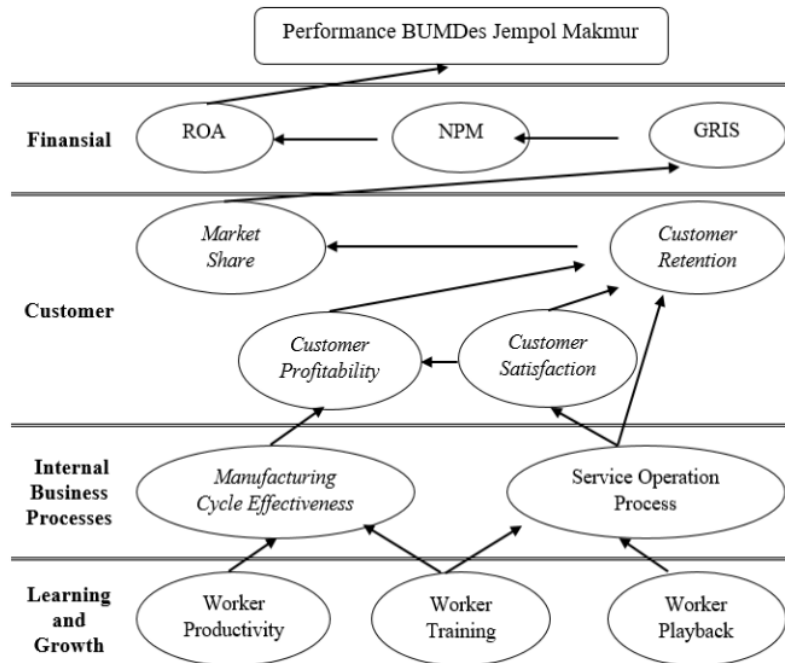 Performance BUMDes Jempol Makmur
Finansial
ROA
NPM
GRIS
Customer
Market
Share
Customer
Retention
Customer
Profitability
Customer
Satisfaction
Internal
Business
Processes
Manufacturing
Cycle Effectiveness
Service Operation
Process
Learning
and
Growth
Worker
Productivity
Worker
Training
Worker
Playback